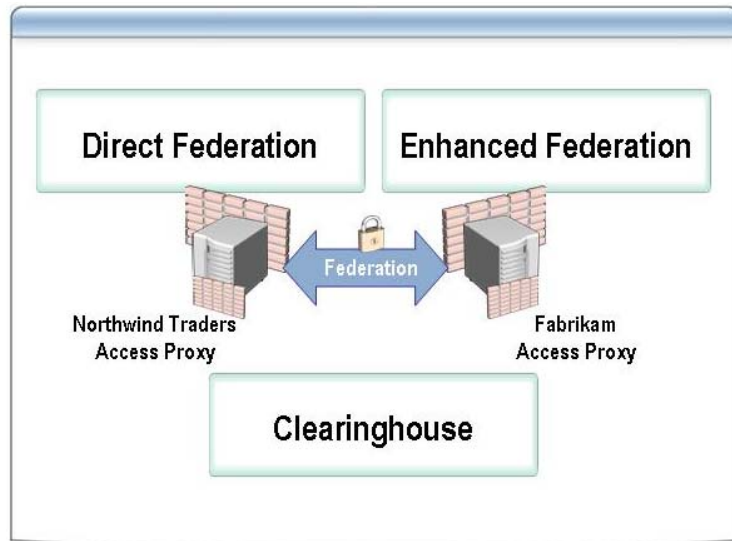 Direct Federation
Enhanced Federation
Federation
Northwind Traders
Access Proxy
Fabrikam
Access Proxy
Clearinghouse